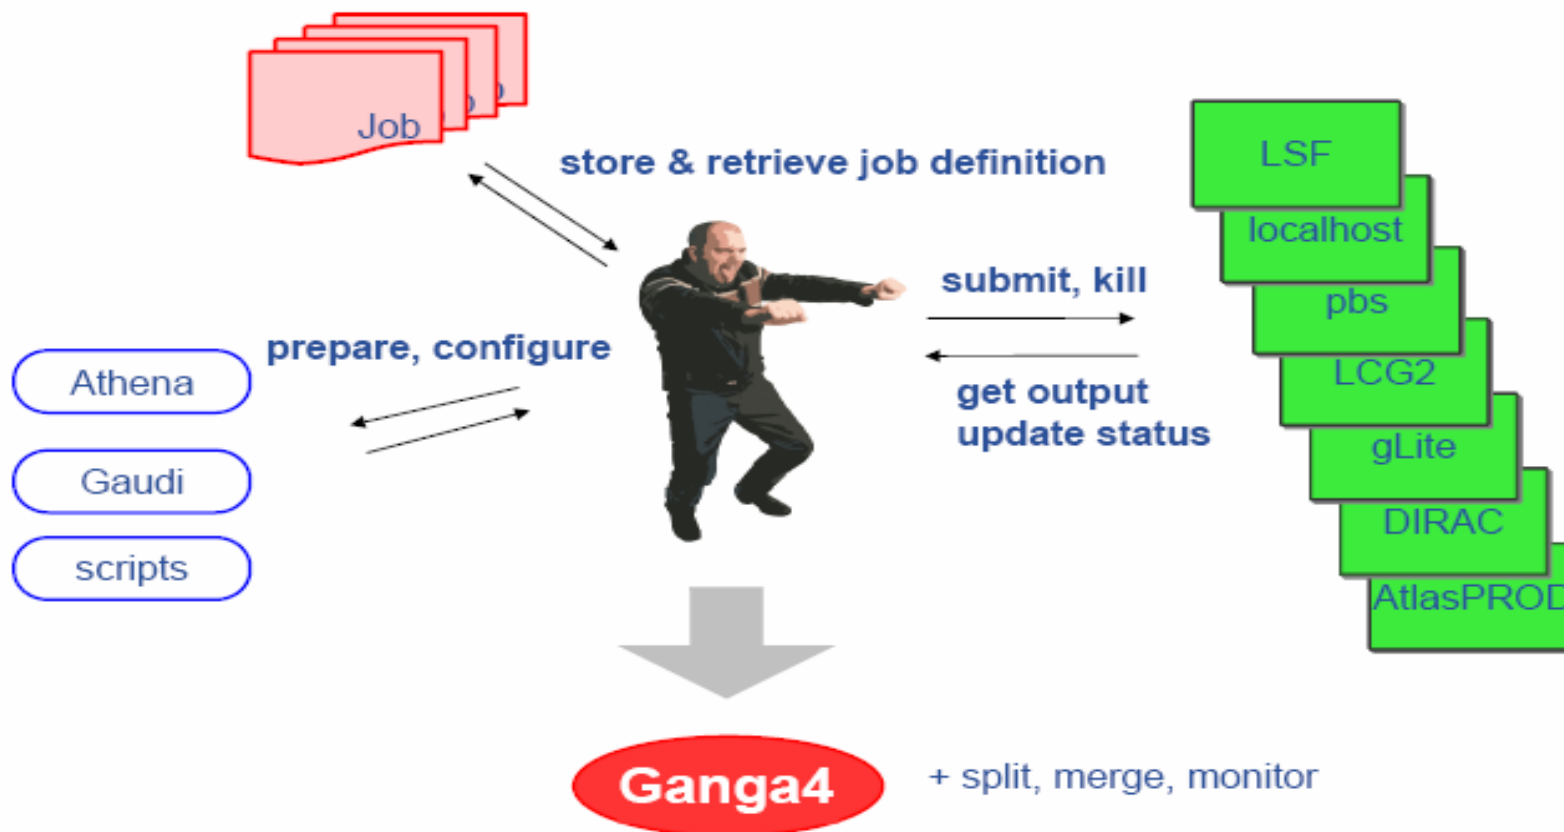 Job
store & retrieve job definition
LSF
localhost
submit, kill
pbs
prepare, configure
Athena
LCG2
get output
update status
gLite
Gaudi
DIRAC
scripts
AtlasPROD
Ganga4
+ split, merge, monitor